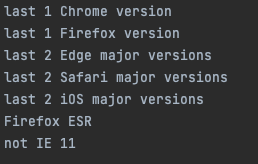 last 1 Chrome version
last 1 Firefox version
last 2 Edge major versions
last 2 Safari major versions
last 2 iOS major versions
Firefox ESR
not IE 11